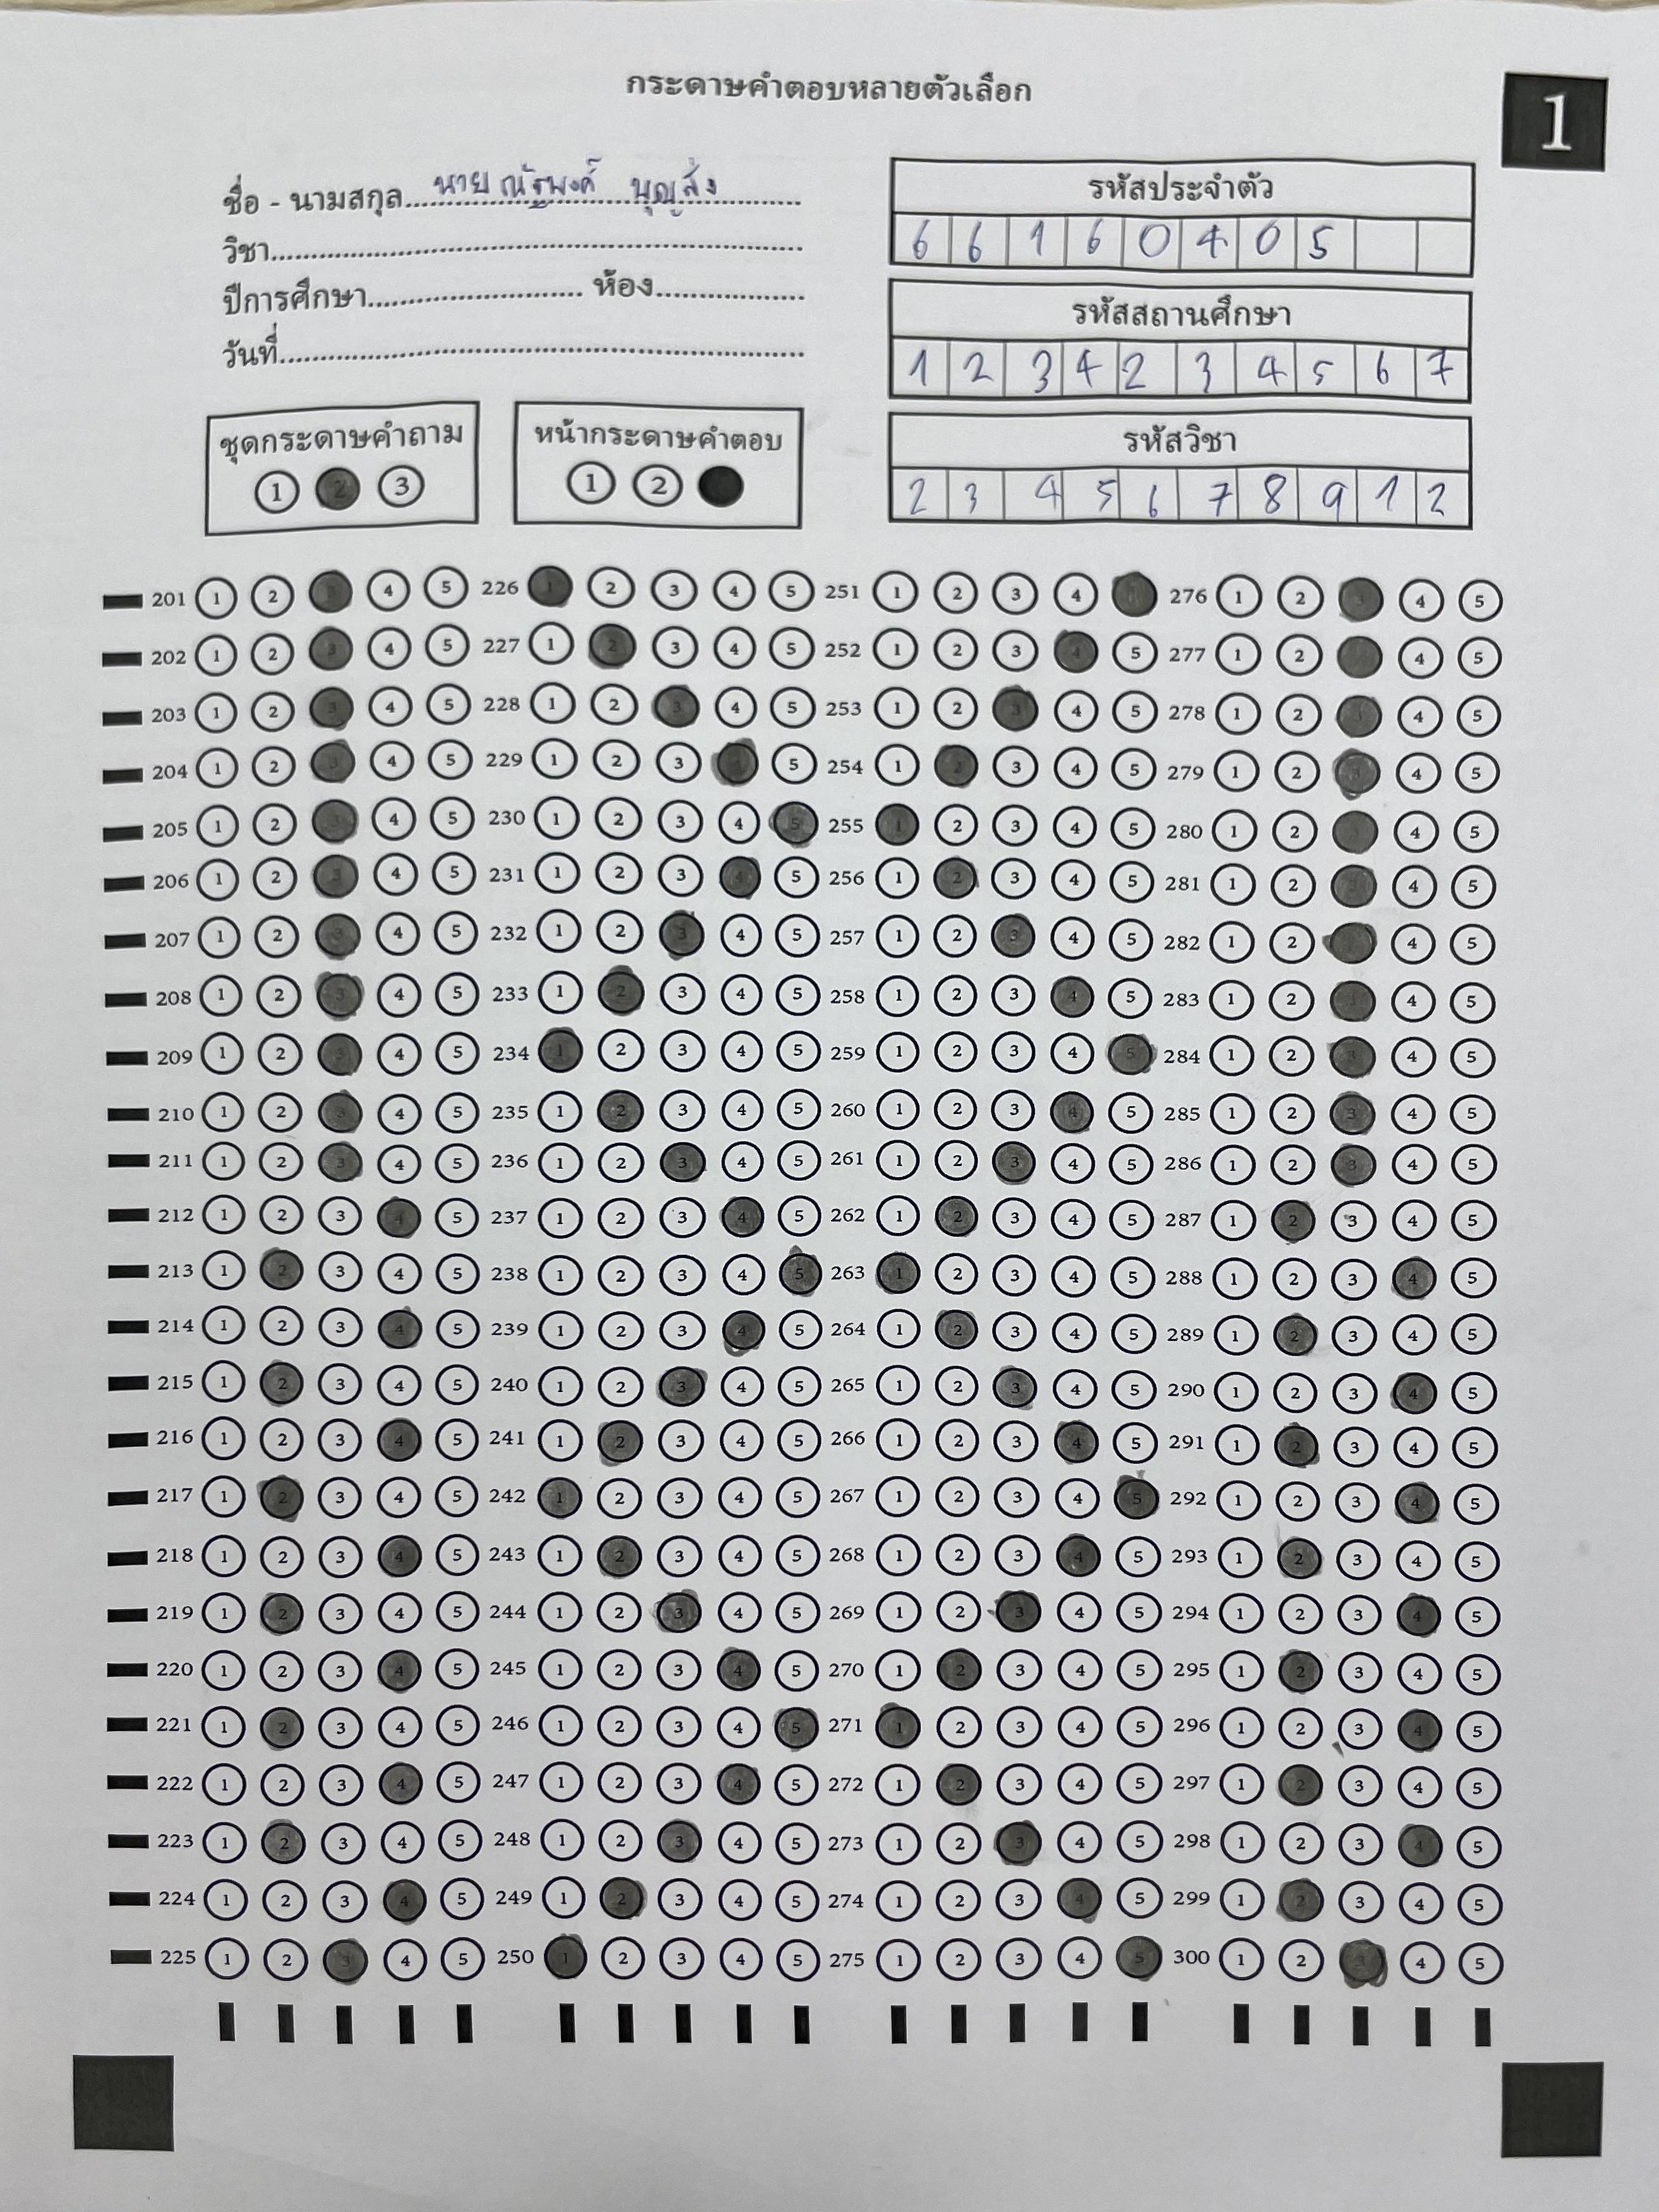 กระดาษคำตอบหลายตัวเลือก
1
ชื่อ - นามสกุล นาย ณัฐพงศ์ บุญส่ง
วิชา
ปีการศึกษา ห้อง
วันที่
รหัสประจำตัว
6 6 1 6 0 4 0 5
รหัสสถานศึกษา
1 2 3 4 2 3 4 5 6 7
รหัสวิชา
2 3 4 5 6 7 8 9 1 2
ชุดกระดาษคำถาม
1 2 3
หน้ากระดาษคำตอบ
1 2
201 1 2 3 4 5 226 1 2 3 4 5 251 1 2 3 4 276 1 2 3 4 5
202 1 2 3 4 5 227 1 2 3 4 5 252 1 2 3 4 5 277 1 2 4 5
203 1 2 3 4 5 228 1 2 3 4 5 253 1 2 3 4 5 278 1 2 3 4 5
204 1 2 3 4 5 229 1 2 3 4 5 254 1 2 3 4 5 279 1 2 3 4 5
205 1 2 3 4 5 230 1 2 3 4 5 255 1 2 3 4 5 280 1 2 3 4 5
206 1 2 3 4 5 231 1 2 3 4 5 256 1 2 3 4 5 281 1 2 3 4 5
207 1 2 3 4 5 232 1 2 3 4 5 257 1 2 3 4 5 282 1 2 3 4 5
208 1 2 3 4 5 233 1 2 3 4 5 258 1 2 3 4 5 283 1 2 3 4 5
209 1 2 3 4 5 234 1 2 3 4 5 259 1 2 3 4 5 284 1 2 3 4 5
210 1 2 3 4 5 235 1 2 3 4 5 260 1 2 3 4 5 285 1 2 3 4 5
211 1 2 3 4 5 236 1 2 3 4 5 261 1 2 3 4 5 286 1 2 3 4 5
212 1 2 3 4 5 237 1 2 3 4 5 262 1 2 3 4 5 287 1 2 3 4 5
213 1 2 3 4 5 238 1 2 3 4 5 263 1 2 3 4 5 288 1 2 3 4 5
214 1 2 3 4 5 239 1 2 3 4 5 264 1 2 3 4 5 289 1 2 3 4 5
215 1 2 3 4 5 240 1 2 3 4 5 265 1 2 3 4 5 290 1 2 3 4 5
216 1 2 3 4 5 241 1 2 3 4 5 266 1 2 3 4 5 291 1 2 3 4 5
217 1 2 3 4 5 242 1 2 3 4 5 267 1 2 3 4 5 292 1 2 3 4 5
218 1 2 3 4 5 243 1 2 3 4 5 268 1 2 3 4 5 293 1 2 3 4 5
219 1 2 3 4 5 244 1 2 3 4 5 269 1 2 3 4 5 294 1 2 3 4 5
220 1 2 3 4 5 245 1 2 3 4 5 270 1 2 3 4 5 295 1 2 3 4 5
221 1 2 3 4 5 246 1 2 3 4 5 271 1 2 3 4 5 296 1 2 3 4 5
222 1 2 3 4 5 247 1 2 3 4 5 272 1 2 3 4 5 297 1 2 3 4 5
223 1 2 3 4 5 248 1 2 3 4 5 273 1 2 3 4 5 298 1 2 3 4 5
224 1 2 3 4 5 249 1 2 3 4 5 274 1 2 3 4 5 299 1 2 3 4 5
225 1 2 3 4 5 250 1 2 3 4 5 275 1 2 3 4 5 300 1 2 3 4 5